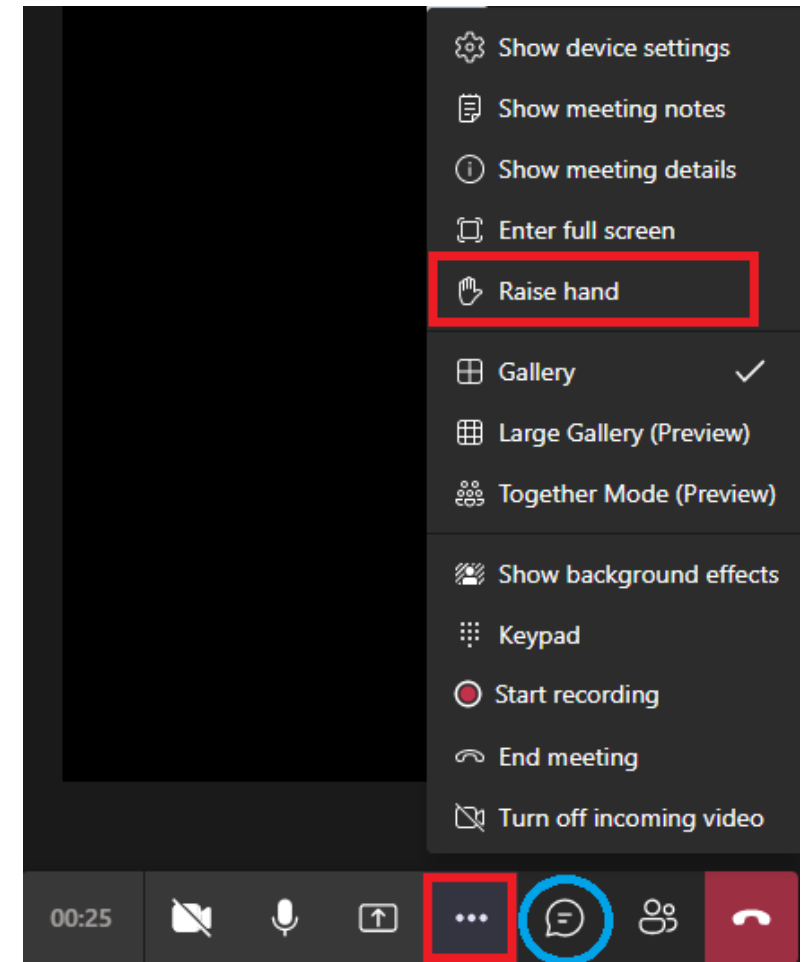 Show device settings
Show meeting notes
Show meeting details
Enter full screen
Raise hand
Gallery
Large Gallery (Preview)
Together Mode (Preview)
Show background effects
Keypad
Start recording
End meeting
Turn off incoming video
00:25